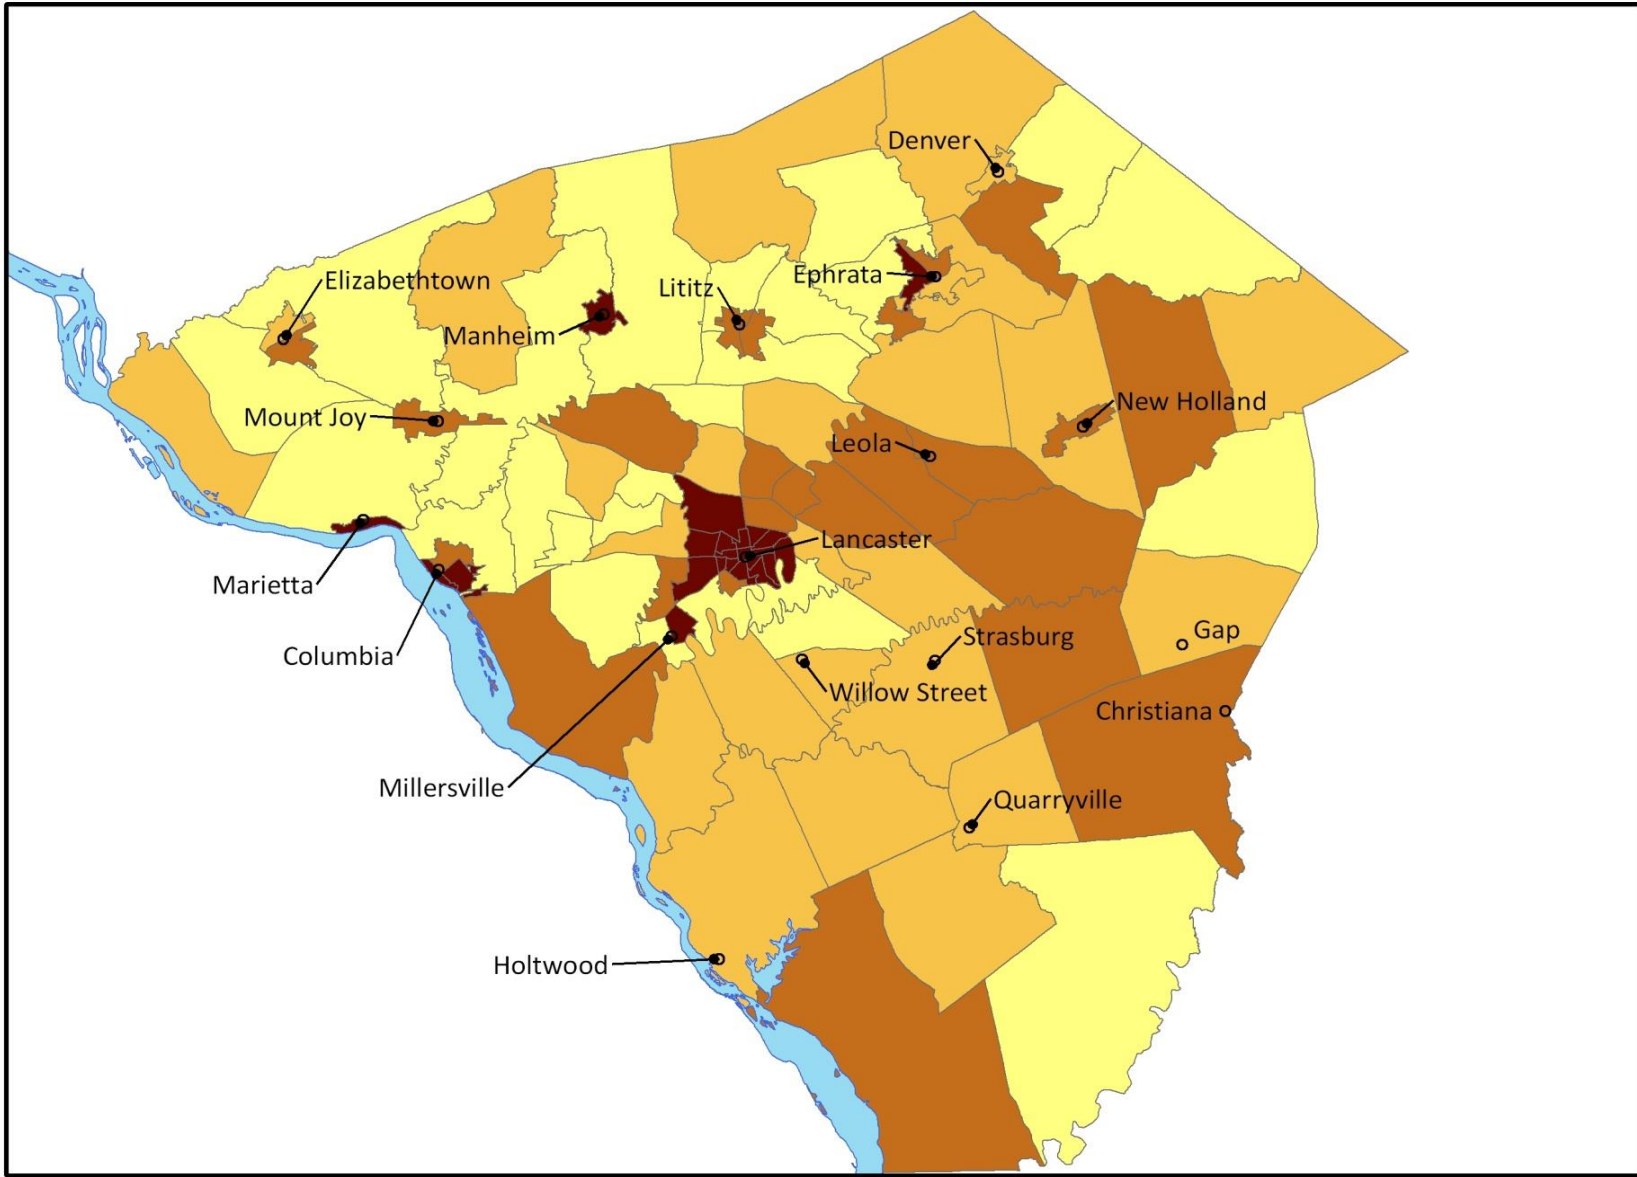 Denver
Elizabethtown
Lititz
Ephrata
Manheim
Mount Joy
New Holland
Leola
Lancaster
Marietta
Columbia
Strasburg
Gap
Willow Street
Christiana
Millersville
Quarryville
Holtwood